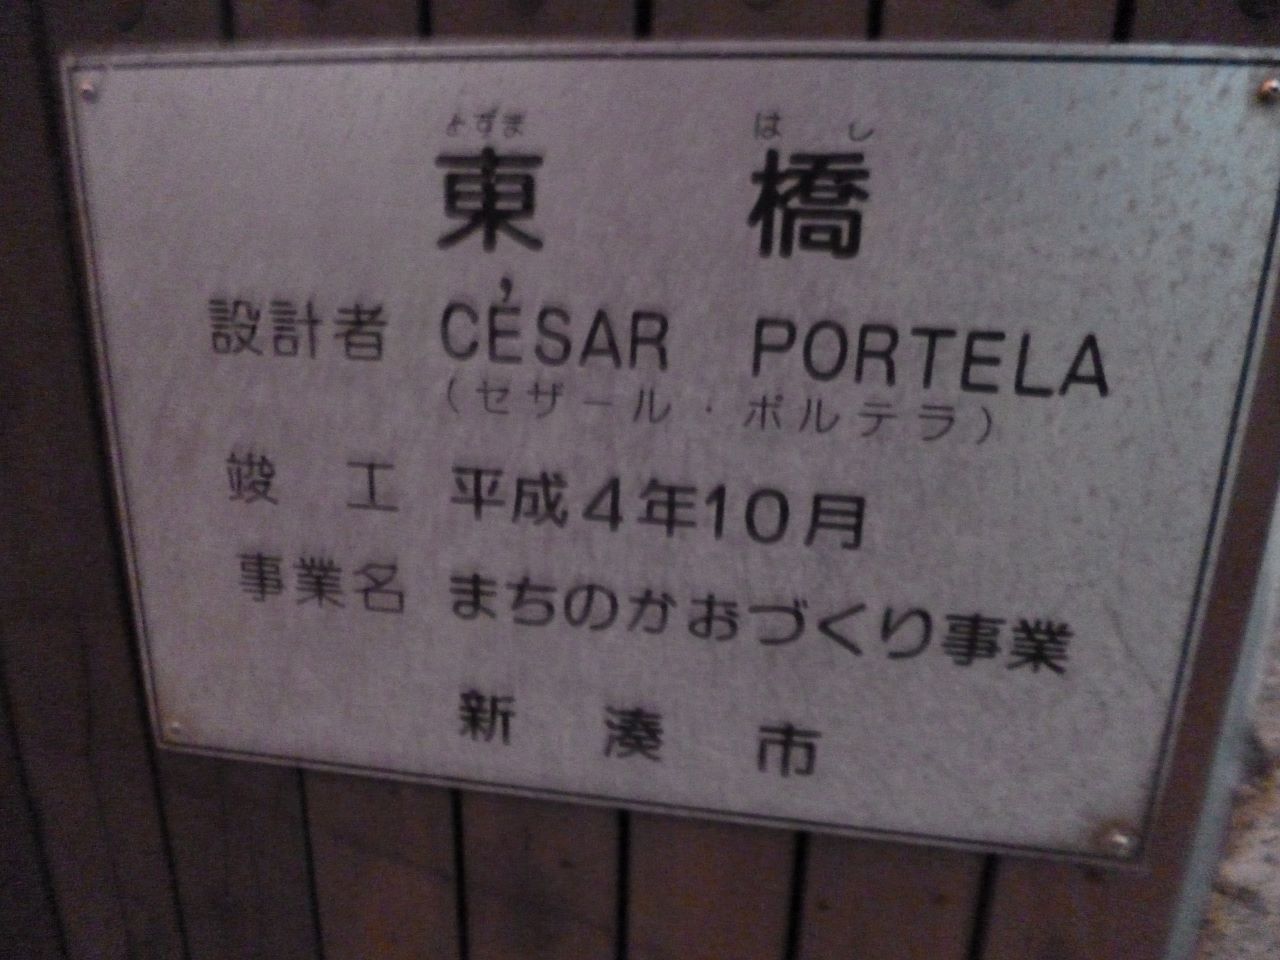 あずま　はし
東　橋
設計者　CÉSAR　PORTELA
（セザール・ポルテラ）
竣　工　平成4年10月
事業名　まちのかおづくり事業
新　湊　市